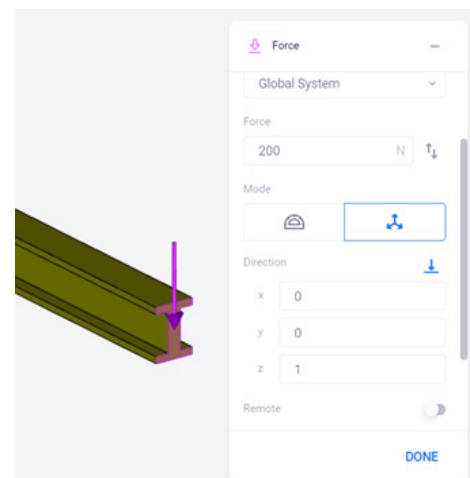 Force
Global System
Force
200 N
Mode
Direction
x 0
y 0
z 1
Remote
DONE